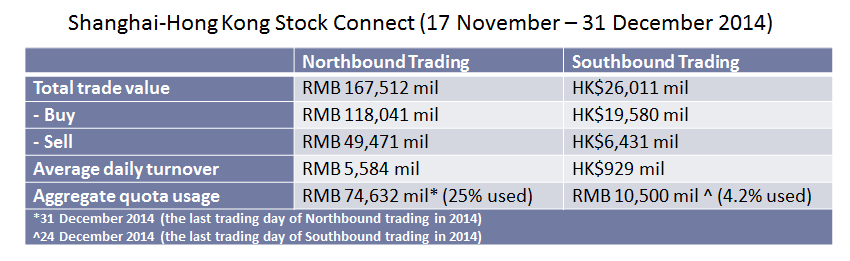 Shanghai-Hong Kong Stock Connect (17 November – 31 December 2014)
Northbound Trading Southbound Trading
Total trade value RMB 167,512 mil HK$26,011 mil
- Buy RMB 118,041 mil HK$19,580 mil
- Sell RMB 49,471 mil HK$6,431 mil
Average daily turnover RMB 5,584 mil HK$929 mil
Aggregate quota usage RMB 74,632 mil* (25% used) RMB 10,500 mil ^ (4.2% used)
*31 December 2014 (the last trading day of Northbound trading in 2014)
^24 December 2014 (the last trading day of Southbound trading in 2014)